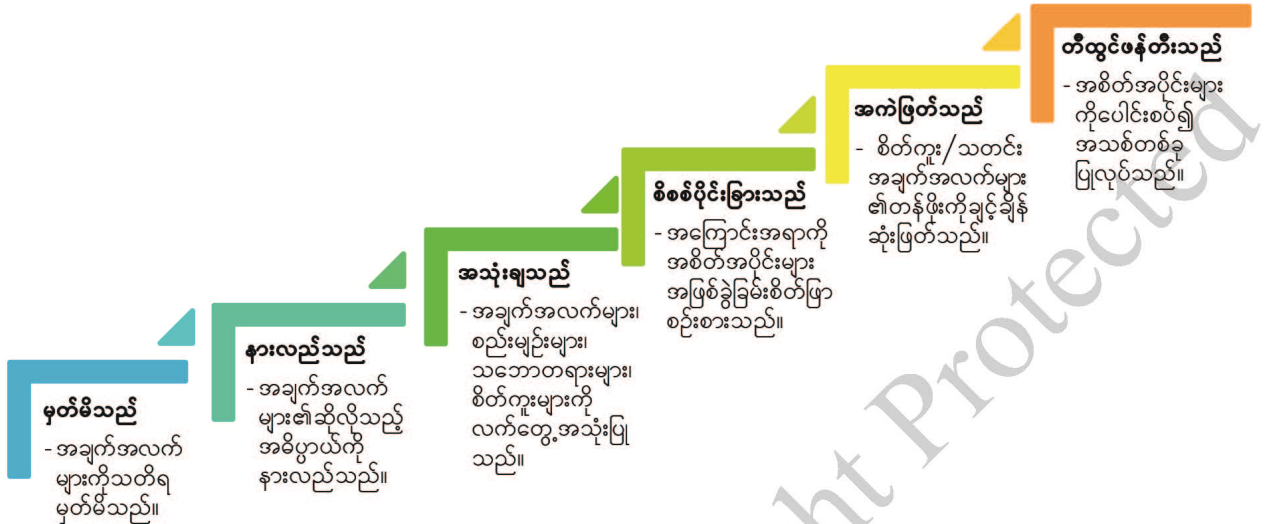 မှတ်မိသည်
- အချက်အလက်
များကိုသတိရ
မှတ်မိသည်။
နားလည်သည်
- အချက်အလက်
များ၏ဆိုလိုသည့်
အဓိပ္ပာယ်ကို
နားလည်သည်။
အသုံးချသည်
- အချက်အလက်များ၊
စည်းမျဉ်းများ၊
သဘောတရားများ၊
စိတ်ကူးများကို
လက်တွေ့အသုံးပြု
သည်။
စိစစ်ပိုင်းခြားသည်
- အကြောင်းအရာကို
အစိတ်အပိုင်းများ
အဖြစ်ခွဲခြမ်းစိတ်ဖြာ
စဉ်းစားသည်။
အကဲဖြတ်သည်
- စိတ်ကူး/သတင်း
အချက်အလက်များ
၏တန်ဖိုးကိုချင့်ချိန်
ဆုံးဖြတ်သည်။
တီထွင်ဖန်တီးသည်
- အစိတ်အပိုင်းများ
ကိုပေါင်းစပ်၍
အသစ်တစ်ခု
ပြုလုပ်သည်။
ht Protected